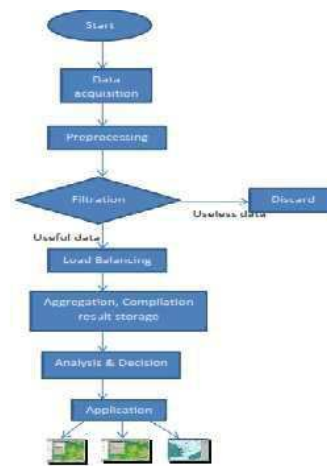 Start
Data
acquisition
Preprocessing
Filtration
Discard
Useless data
Useful data
Load Balancing
Aggregation, Compilation
result storage
Analysis & Decision
Application